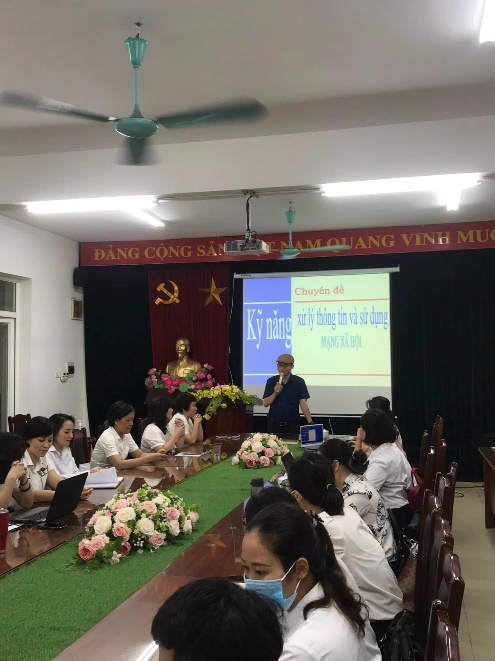 ĐẢNG CỘNG SẢN VIỆT NAM QUANG VINH MUÔ
Chuyên đề
Kỹ năng xử lý thông tin và sử dụng
MẠNG XÃ HỘI